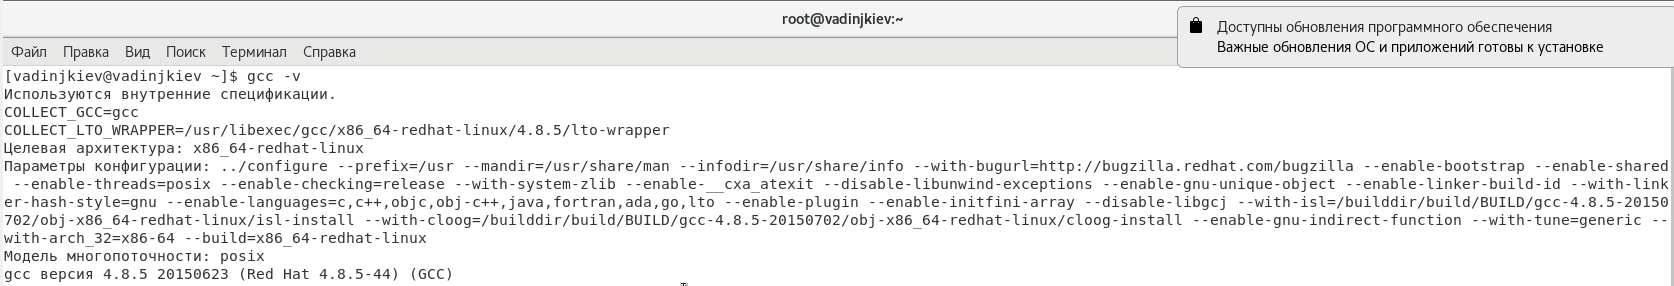 root@vadinjkiev:~
Доступны обновления программного обеспечения
Важные обновления ОС и приложений готовы к установке
Файл Правка Вид Поиск Терминал Справка
[vadinjkiev@vadinjkiev ~]$ gcc -v
Используются внутренние спецификации.
COLLECT_GCC=gcc
COLLECT_LTO_WRAPPER=/usr/libexec/gcc/x86_64-redhat-linux/4.8.5/lto-wrapper
Целевая архитектура: x86_64-redhat-linux
Параметры конфигурации: ../configure --prefix=/usr --mandir=/usr/share/man --infodir=/usr/share/info --with-bugurl=http://bugzilla.redhat.com/bugzilla --enable-bootstrap --enable-shared
--enable-threads=posix --enable-checking=release --with-system-zlib --enable-__cxa_atexit --disable-libunwind-exceptions --enable-gnu-unique-object --enable-linker-build-id --with-link
er-hash-style=gnu --enable-languages=c,c++,objc,obj-c++,java,fortran,ada,go,lto --enable-plugin --enable-initfini-array --disable-libgcj --with-isl=/builddir/build/BUILD/gcc-4.8.5-20150
702/obj-x86_64-redhat-linux/isl-install --with-cloog=/builddir/build/BUILD/gcc-4.8.5-20150702/obj-x86_64-redhat-linux/cloog-install --enable-gnu-indirect-function --with-tune=generic --
with-arch_32=x86-64 --build=x86_64-redhat-linux
Модель многопоточности: posix
gcc версия 4.8.5 20150623 (Red Hat 4.8.5-44) (GCC)